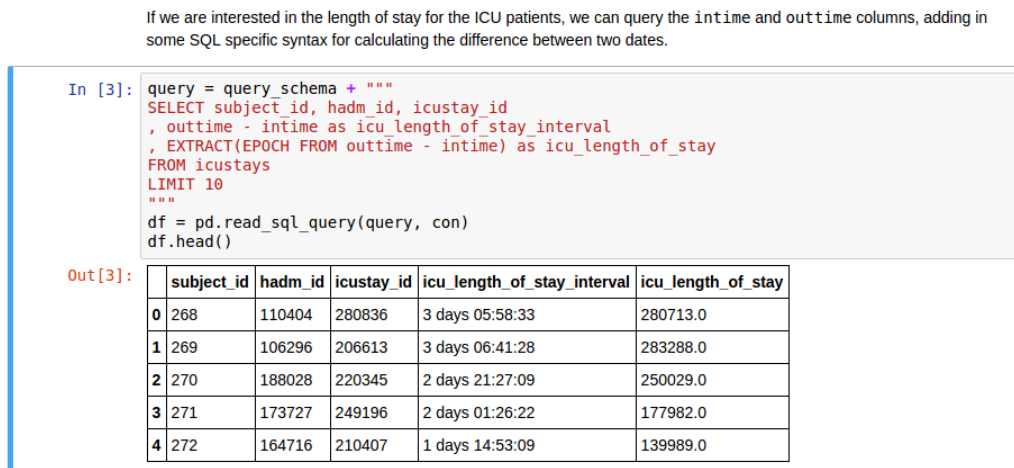 If we are interested in the length of stay for the ICU patients, we can query the intime and outtime columns, adding in
some SQL specific syntax for calculating the difference between two dates.
In [3]: query = query_schema + """
SELECT subject_id, hadm_id, icustay_id
, outtime - intime as icu_length_of_stay_interval
, EXTRACT(EPOCH FROM outtime - intime) as icu_length_of_stay
FROM icustays
LIMIT 10
"""
df = pd.read_sql_query(query, con)
df.head()
Out[3]:
subject_id hadm_id icustay_id icu_length_of_stay_interval icu_length_of_stay
0 268 110404 280836 3 days 05:58:33 280713.0
1 269 106296 206613 3 days 06:41:28 283288.0
2 270 188028 220345 2 days 21:27:09 250029.0
3 271 173727 249196 2 days 01:26:22 177982.0
4 272 164716 210407 1 days 14:53:09 139989.0